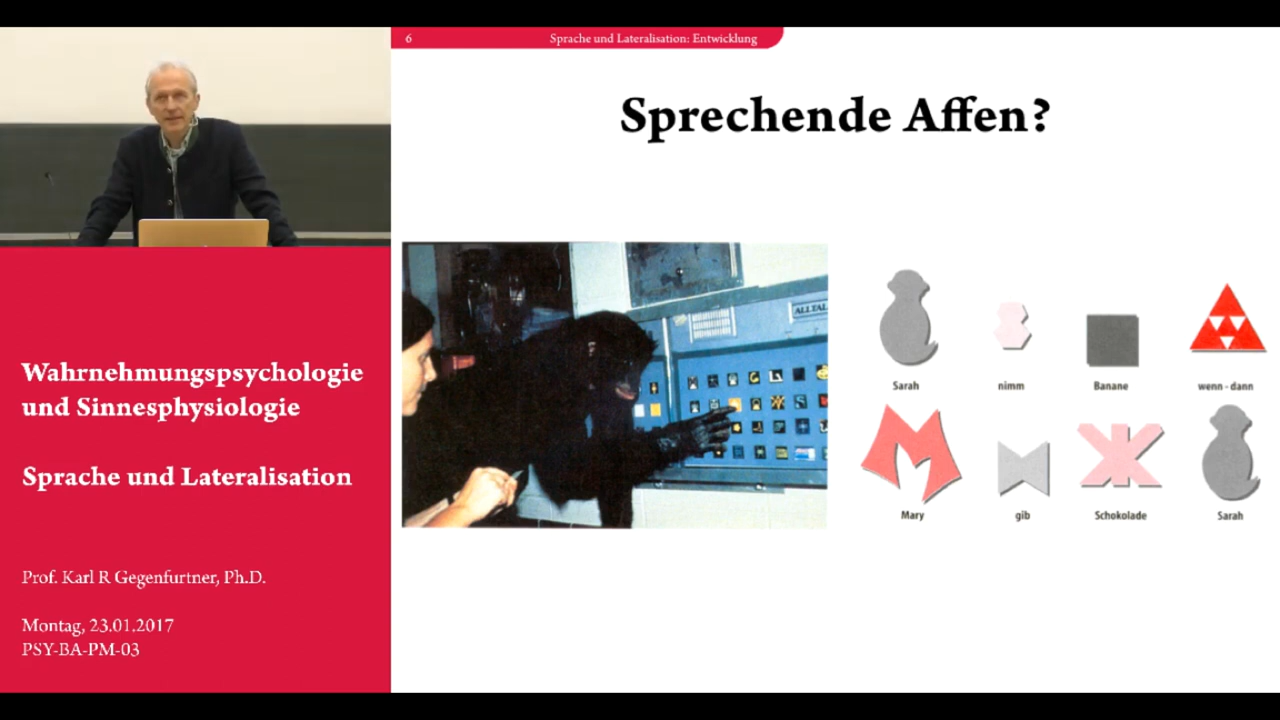 6
Sprache und Lateralisation: Entwicklung
Sprechende Affen?
Wahrnehmungspsychologie
und Sinnesphysiologie
Sprache und Lateralisation
Prof. Karl R Gegenfurtner, Ph.D.
Montag, 23.01.2017
PSY-BA-PM-03
Sarah
nimm
Banane
wenn - dann
Mary
gib
Schokolade
Sarah